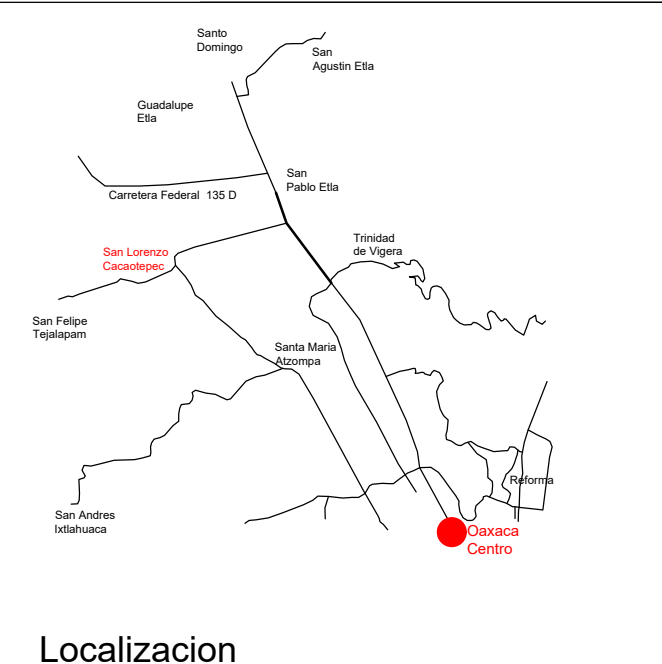 Santo
Domingo
San
Agustin Etla
Guadalupe
Etla
San
Pablo Etla
Carretera Federal 135 D
Trinidad
de Vigera
San Lorenzo
Cacaotepec
San Felipe
Tejalapam
Santa Maria
Atzompa
Reforma
San Andres
Ixtlahuaca
Oaxaca
Centro
Localizacion